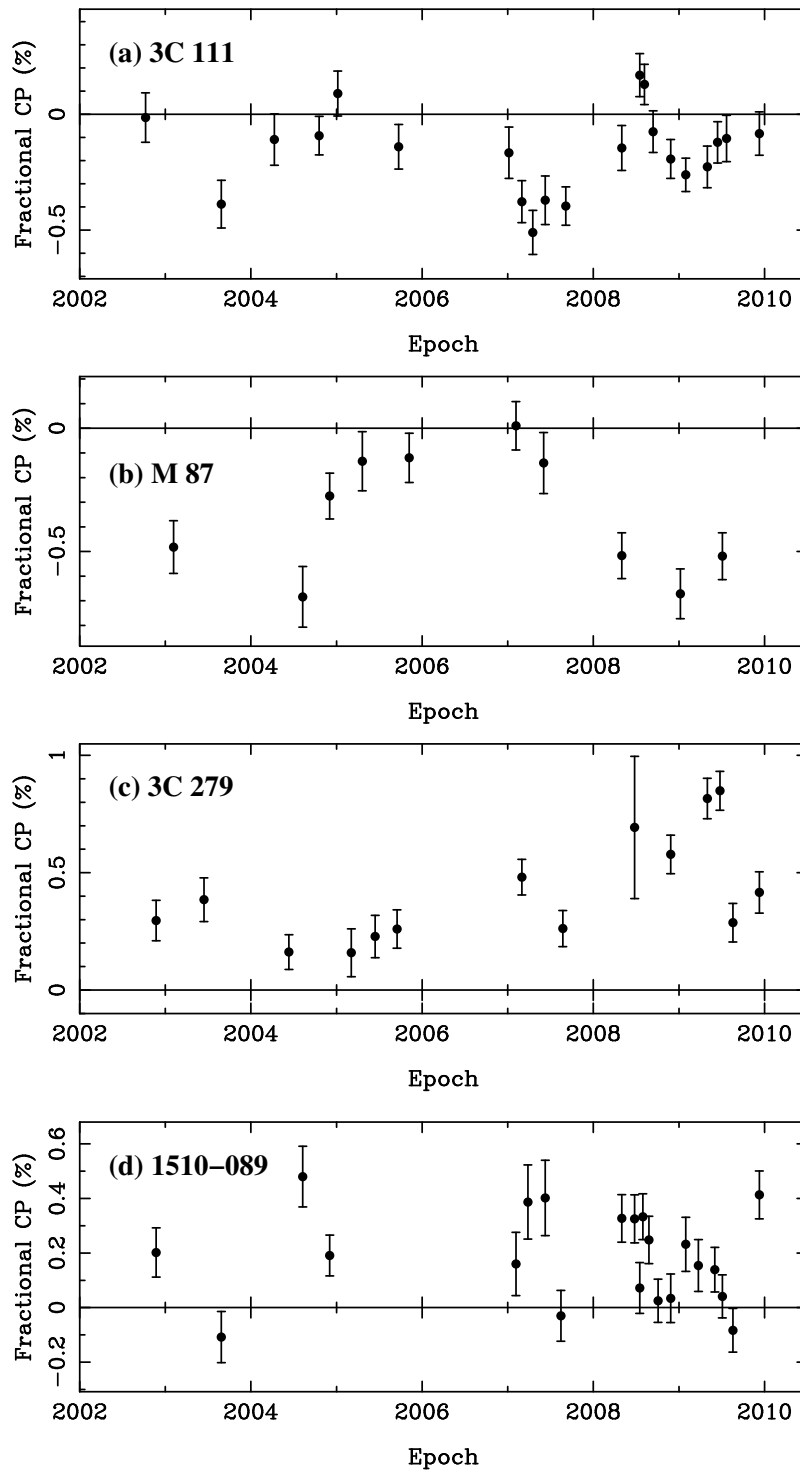 (a) 3C 111
Fractional CP (%)
0
−0.5
2002 2004 2006 2008 2010
Epoch
(b) M 87
Fractional CP (%)
0
−0.5
2002 2004 2006 2008 2010
Epoch
(c) 3C 279
Fractional CP (%)
1
0.5
0
2002 2004 2006 2008 2010
Epoch
(d) 1510−089
Fractional CP (%)
0.6
0.4
0.2
0
−0.2
2002 2004 2006 2008 2010
Epoch